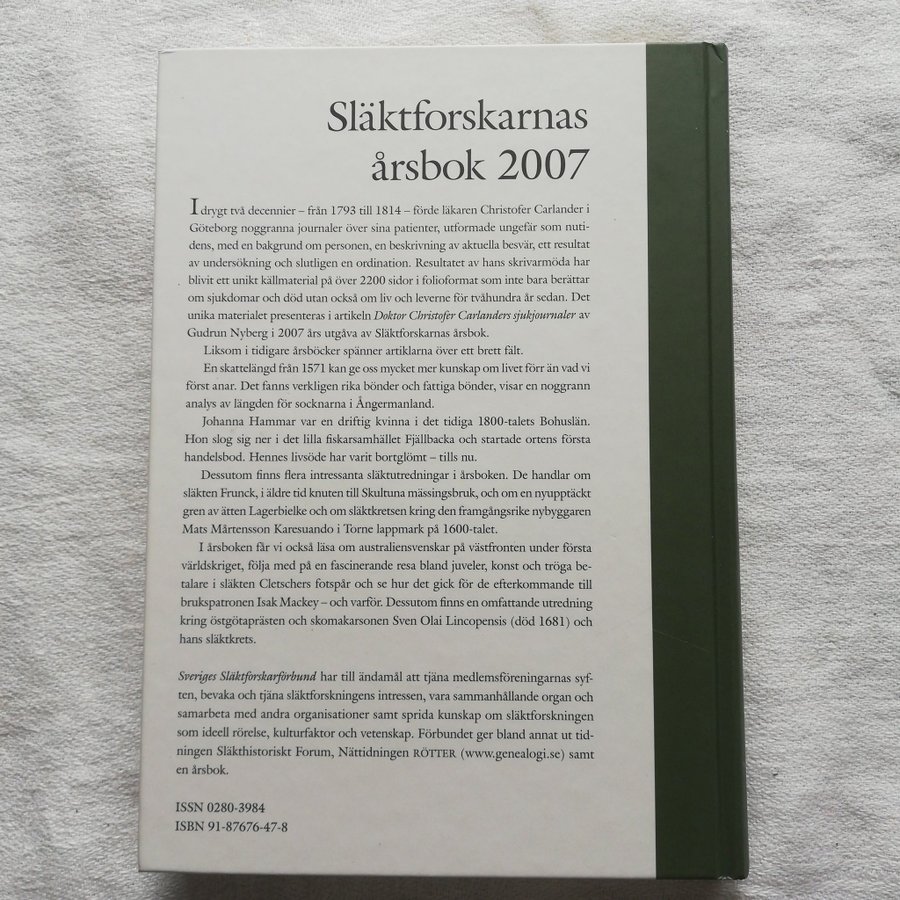 Släktforskarnas
årsbok 2007
I drygt två decennier – från 1793 till 1814 – förde läkaren Christofer Carlander i
Göteborg noggranna journaler över sina patienter, utformade ungefär som nuti-
dens, med en bakgrund om personen, en beskrivning av aktuella besvär, ett resultat
av undersökning och slutligen en ordination. Resultatet av hans skrivarmöda har
blivit ett unikt källmaterial på över 2200 sidor i folioformat som inte bara berättar
om sjukdomar och död utan också om liv och leverne för tvåhundra år sedan. Det
unika materialet presenteras i artikeln Doktor Christofer Carlanders sjukjournaler av
Gudrun Nyberg i 2007 års utgåva av Släktforskarnas årsbok.
Liksom i tidigare årsböcker spänner artiklarna över ett brett fält.
En skattelängd från 1571 kan ge oss mycket mer kunskap om livet förr än vad vi
först anar. Det fanns verkligen rika bönder och fattiga bönder, visar en noggrann
analys av längden för socknarna i Ångermanland.
Johanna Hammar var en driftig kvinna i det tidiga 1800-talets Bohuslän.
Hon slog sig ner i det lilla fiskarsamhället Fjällbacka och startade ortens första
handelsbod. Hennes livsöde har varit bortglömt – tills nu.
Dessutom finns flera intressanta släktutredningar i årsboken. De handlar om
släkten Frunck, i äldre tid knuten till Skultuna mässingsbruk, och om en nyupptäckt
gren av ätten Lagerbielke och om släktkretsen kring den framgångsrike nybyggaren
Mats Mårtensson Karesuando i Torne lappmark på 1600-talet.
I årsboken får vi också läsa om australiensvenskar på västfronten under första
världskriget, följa med på en fascinerande resa bland juveler, konst och tröga be-
talare i släkten Cletschers fotspår och se hur det gick för de efterkommande till
brukspatronen Isak Mackey – och varför. Dessutom finns en omfattande utredning
kring östgötaprästen och skomakarsonen Sven Olai Lincopensis (död 1681) och
hans släktkrets.
Sveriges Släktforskarförbund har till ändamål att tjäna medlemsföreningarnas syf-
ten, bevaka och tjäna släktforskningens intressen, vara sammanhållande organ och
samarbeta med andra organisationer samt sprida kunskap om släktforskningen
som ideell rörelse, kulturfaktor och vetenskap. Förbundet ger bland annat ut tid-
ningen Släkthistoriskt Forum, Nättidningen RÖTTER (www.genealogi.se) samt
en årsbok.
ISSN 0280-3984
ISBN 91-87676-47-8